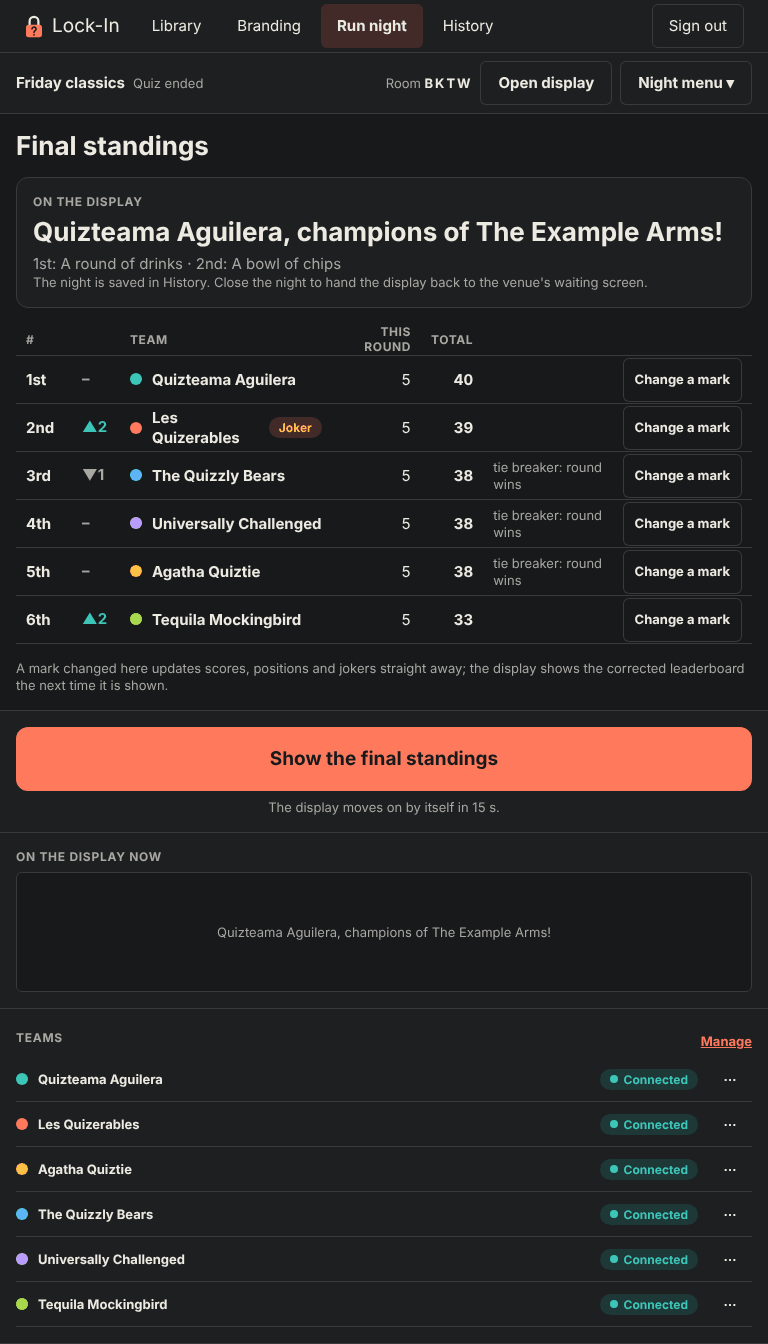 Lock-In Library Branding Run night History Sign out
Friday classics Quiz ended Room BKTW Open display Night menu ▾
Final standings
ON THE DISPLAY
Quizteama Aguilera, champions of The Example Arms!
1st: A round of drinks · 2nd: A bowl of chips
The night is saved in History. Close the night to hand the display back to the venue's waiting screen.
# TEAM THIS ROUND TOTAL
1st – Quizteama Aguilera 5 40 Change a mark
2nd ▲2 Les Quizerables Joker 5 39 Change a mark
3rd ▼1 The Quizzly Bears 5 38 tie breaker: round wins Change a mark
4th – Universally Challenged 5 38 tie breaker: round wins Change a mark
5th – Agatha Quiztie 5 38 tie breaker: round wins Change a mark
6th ▲2 Tequila Mockingbird 5 33 Change a mark
A mark changed here updates scores, positions and jokers straight away; the display shows the corrected leaderboard
the next time it is shown.
Show the final standings
The display moves on by itself in 15 s.
ON THE DISPLAY NOW
Quizteama Aguilera, champions of The Example Arms!
TEAMS Manage
Quizteama Aguilera Connected ···
Les Quizerables Connected ···
Agatha Quiztie Connected ···
The Quizzly Bears Connected ···
Universally Challenged Connected ···
Tequila Mockingbird Connected ···